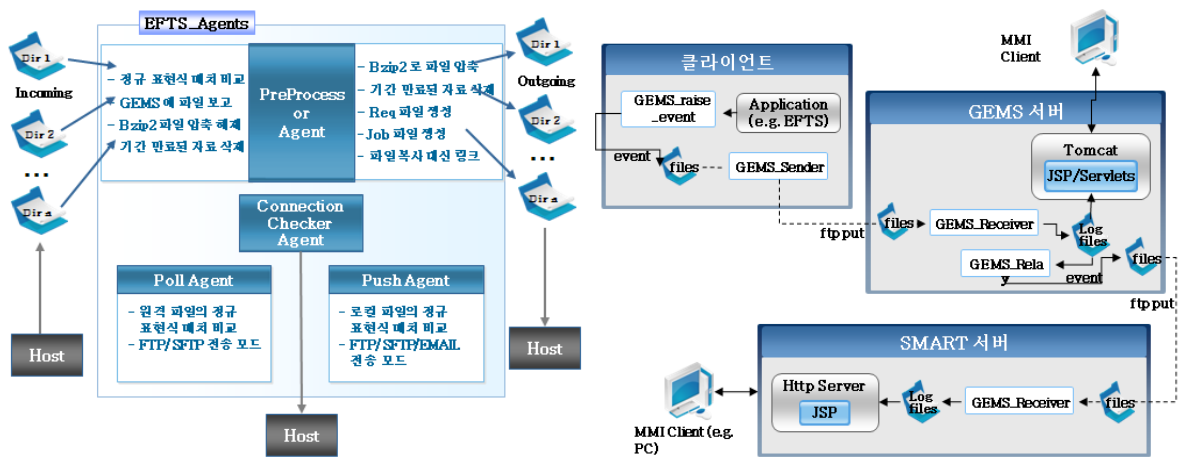 EFTS_Agents
Dir 1
Incoming
Dir 2
...
Dir n
Host
- 정규 표현식 매치 비교
GEMS에 파일 보고
- Bzip2파일 압축 해제
- 기간 만료된 자료 삭제
PreProcess
or
Agent
- Bzip2로 파일 압축
- 기간 만료된 자료 삭제
- Req 파일 생성
- Job 파일 생성
- 파일복사 대신 링크
Dir 1
Outgoing
Dir 2
...
Dir n
Host
Connection
Checker
Agent
Poll Agent
- 원격 파일의 정규
표현식 매치 비교
- FTP/SFTP 전송 모드
Push Agent
- 로컬 파일의 정규
표현식 매치 비교
- FTP/SFTP/EMAIL
전송 모드
Host
클라이언트
GEMS_raise
_event
Application
(e.g. EFTS)
event
files
GEMS_Sender
ftp put
MMI
Client
GEMS 서버
Tomcat
JSP/Servlets
files
GEMS_Receiver
Log
files
GEMS_Rela
y
event
files
ftp put
SMART 서버
Http Server
JSP
Log
files
GEMS_Receiver
files
MMI Client (e.g.
PC)